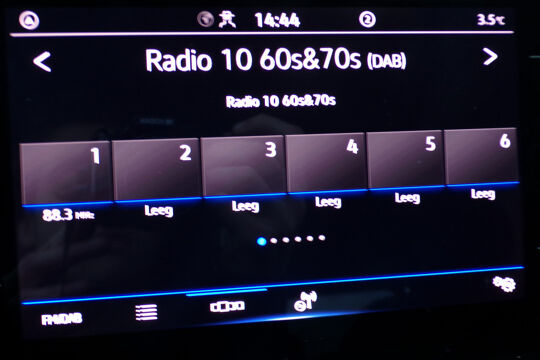 14:44 2 3.5°C
< Radio 10 60s&70s (DAB) >
Radio 10 60s&70s
1 2 3 4 5 6
88.3 MHz Leeg Leeg Leeg Leeg Leeg
FM/DAB